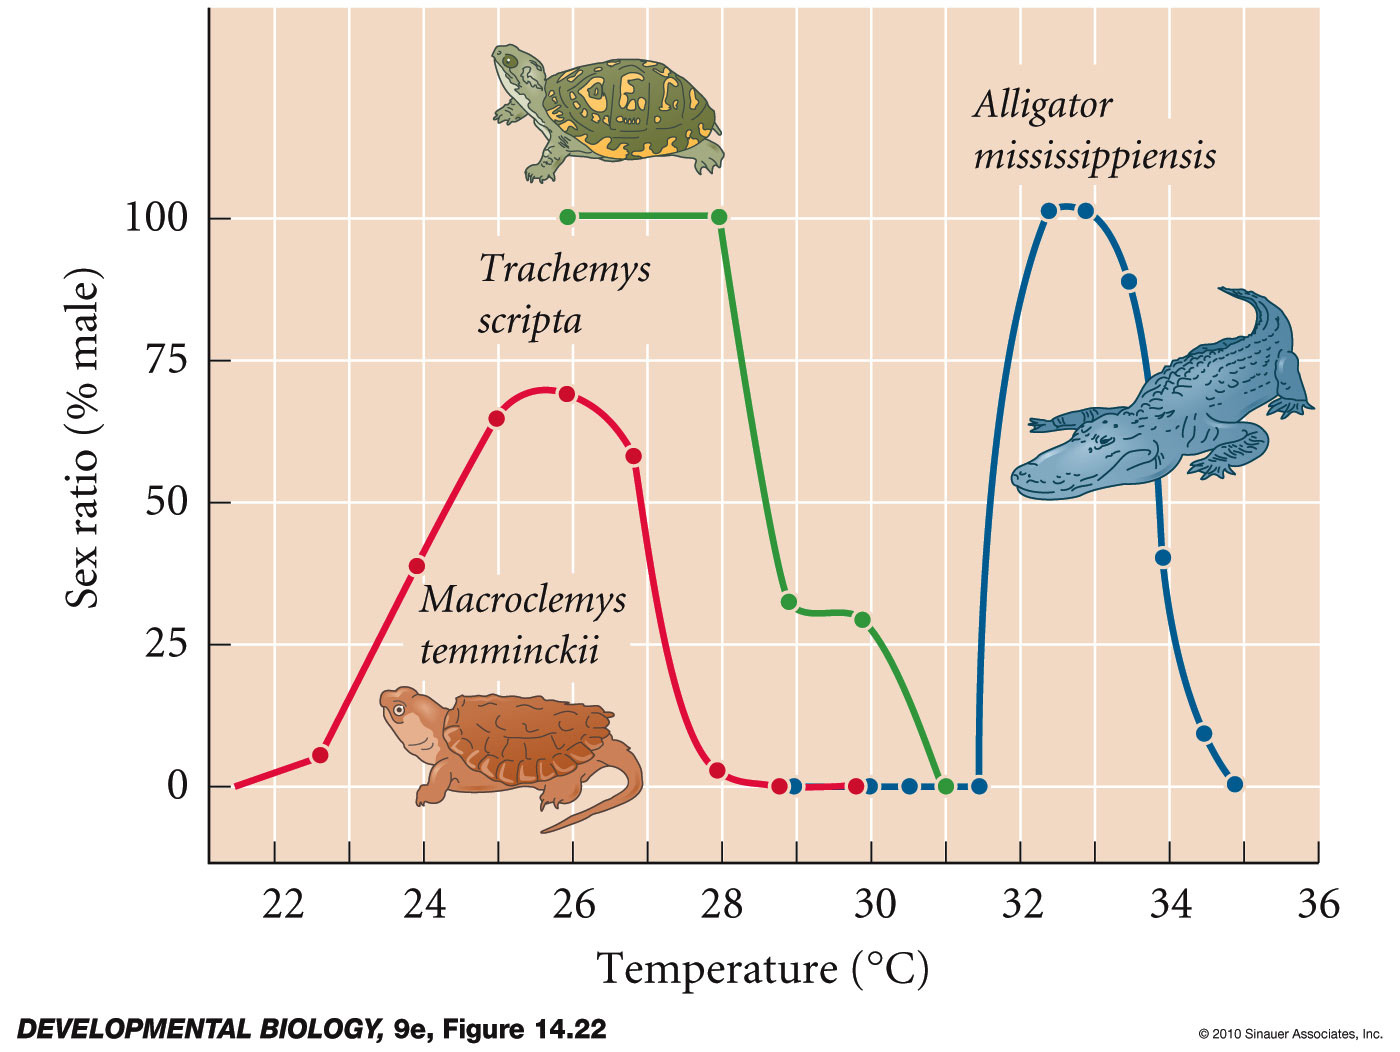 Alligator
mississippiensis
100
Trachemys
scripta
75
Sex ratio (% male)
50
Macroclemys
temminckii
25
0
22 24 26 28 30 32 34 36
Temperature (°C)
DEVELOPMENTAL BIOLOGY, 9e, Figure 14.22
© 2010 Sinauer Associates, Inc.